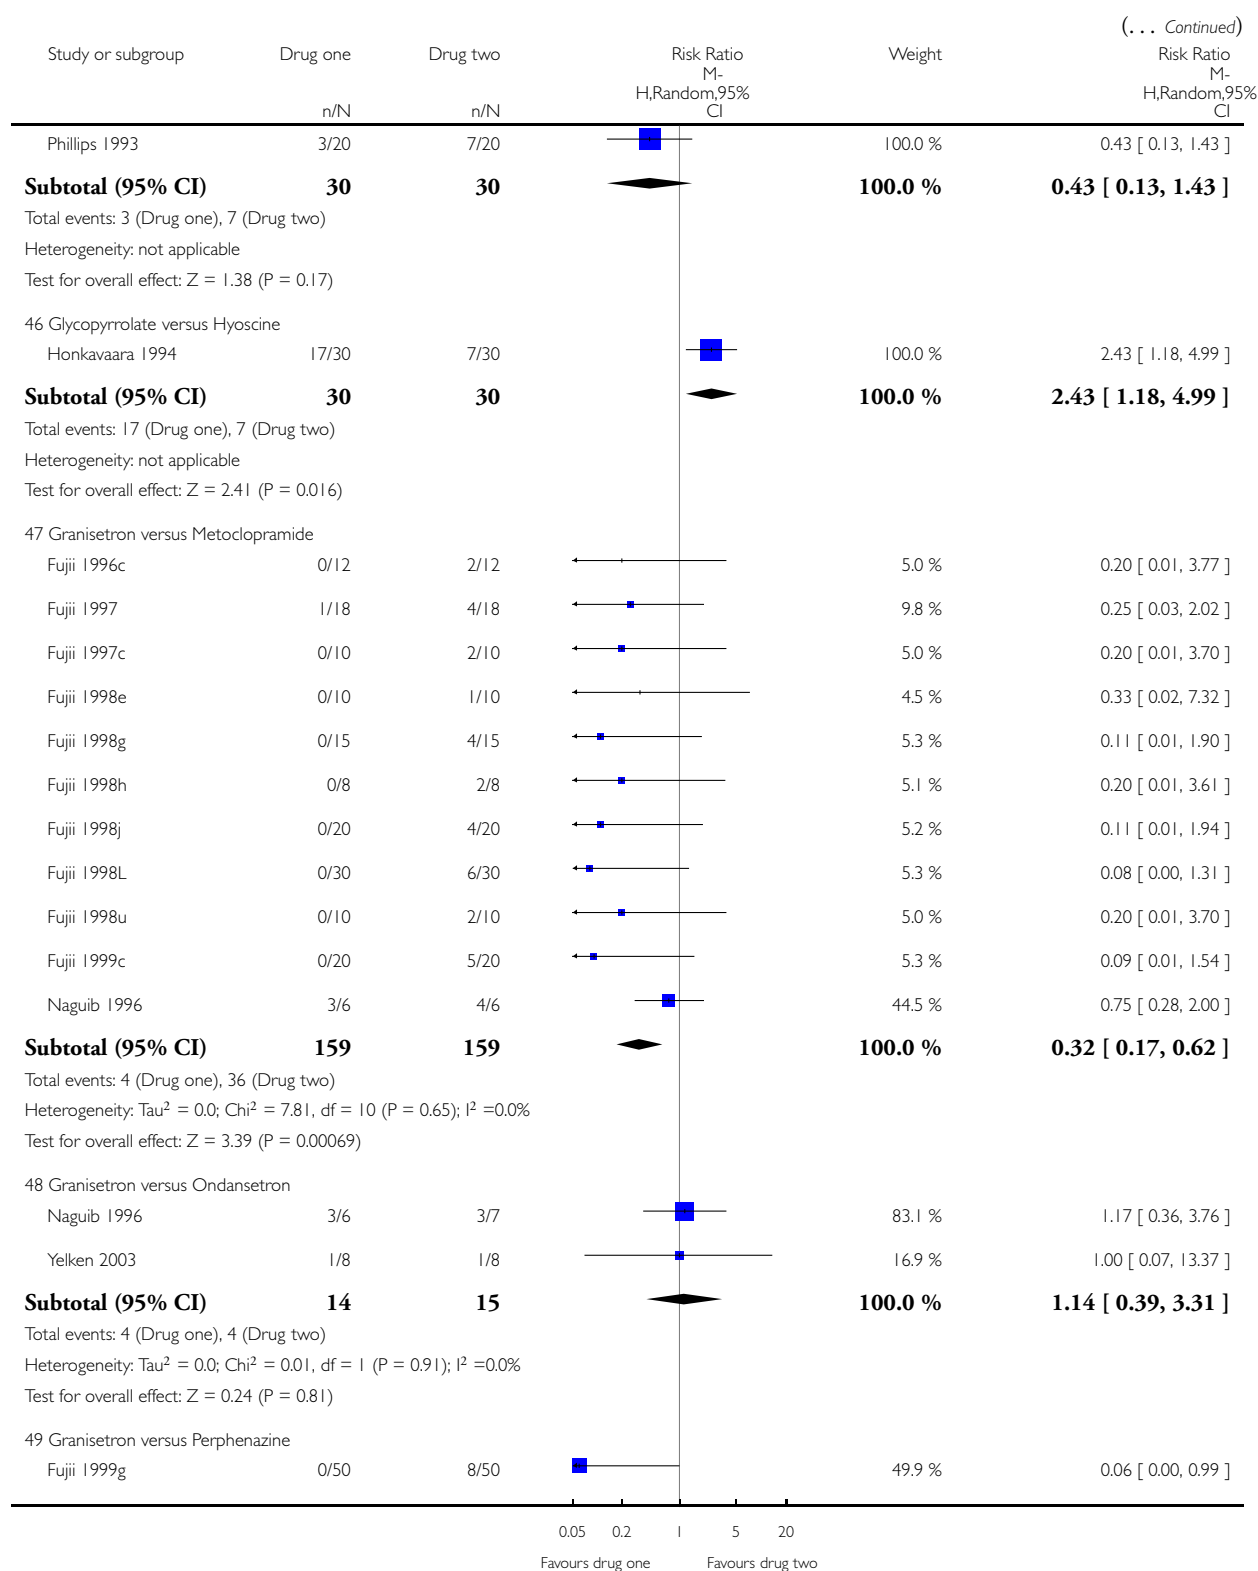 (... Continued)
Study or subgroup Drug one Drug two Risk Ratio Weight Risk Ratio
M- M-
H,Random,95% H,Random,95%
n/N n/N CI CI
Phillips 1993 3/20 7/20 100.0 % 0.43 [ 0.13, 1.43 ]
Subtotal (95% CI) 30 30 100.0 % 0.43 [ 0.13, 1.43 ]
Total events: 3 (Drug one), 7 (Drug two)
Heterogeneity: not applicable
Test for overall effect: Z = 1.38 (P = 0.17)
46 Glycopyrrolate versus Hyoscine
Honkavaara 1994 17/30 7/30 100.0 % 2.43 [ 1.18, 4.99 ]
Subtotal (95% CI) 30 30 100.0 % 2.43 [ 1.18, 4.99 ]
Total events: 17 (Drug one), 7 (Drug two)
Heterogeneity: not applicable
Test for overall effect: Z = 2.41 (P = 0.016)
47 Granisetron versus Metoclopramide
Fujii 1996c 0/12 2/12 5.0 % 0.20 [ 0.01, 3.77 ]
Fujii 1997 1/18 4/18 9.8 % 0.25 [ 0.03, 2.02 ]
Fujii 1997c 0/10 2/10 5.0 % 0.20 [ 0.01, 3.70 ]
Fujii 1998e 0/10 1/10 4.5 % 0.33 [ 0.02, 7.32 ]
Fujii 1998g 0/15 4/15 5.3 % 0.11 [ 0.01, 1.90 ]
Fujii 1998h 0/8 2/8 5.1 % 0.20 [ 0.01, 3.61 ]
Fujii 1998j 0/20 4/20 5.2 % 0.11 [ 0.01, 1.94 ]
Fujii 1998L 0/30 6/30 5.3 % 0.08 [ 0.00, 1.31 ]
Fujii 1998u 0/10 2/10 5.0 % 0.20 [ 0.01, 3.70 ]
Fujii 1999c 0/20 5/20 5.3 % 0.09 [ 0.01, 1.54 ]
Naguib 1996 3/6 4/6 44.5 % 0.75 [ 0.28, 2.00 ]
Subtotal (95% CI) 159 159 100.0 % 0.32 [ 0.17, 0.62 ]
Total events: 4 (Drug one), 36 (Drug two)
Heterogeneity: Tau² = 0.0; Chi² = 7.81, df = 10 (P = 0.65); I² =0.0%
Test for overall effect: Z = 3.39 (P = 0.00069)
48 Granisetron versus Ondansetron
Naguib 1996 3/6 3/7 83.1 % 1.17 [ 0.36, 3.76 ]
Yelken 2003 1/8 1/8 16.9 % 1.00 [ 0.07, 13.37 ]
Subtotal (95% CI) 14 15 100.0 % 1.14 [ 0.39, 3.31 ]
Total events: 4 (Drug one), 4 (Drug two)
Heterogeneity: Tau² = 0.0; Chi² = 0.01, df = 1 (P = 0.91); I² =0.0%
Test for overall effect: Z = 0.24 (P = 0.81)
49 Granisetron versus Perphenazine
Fujii 1999g 0/50 8/50 49.9 % 0.06 [ 0.00, 0.99 ]
0.05 0.2 1 5 20
Favours drug one Favours drug two